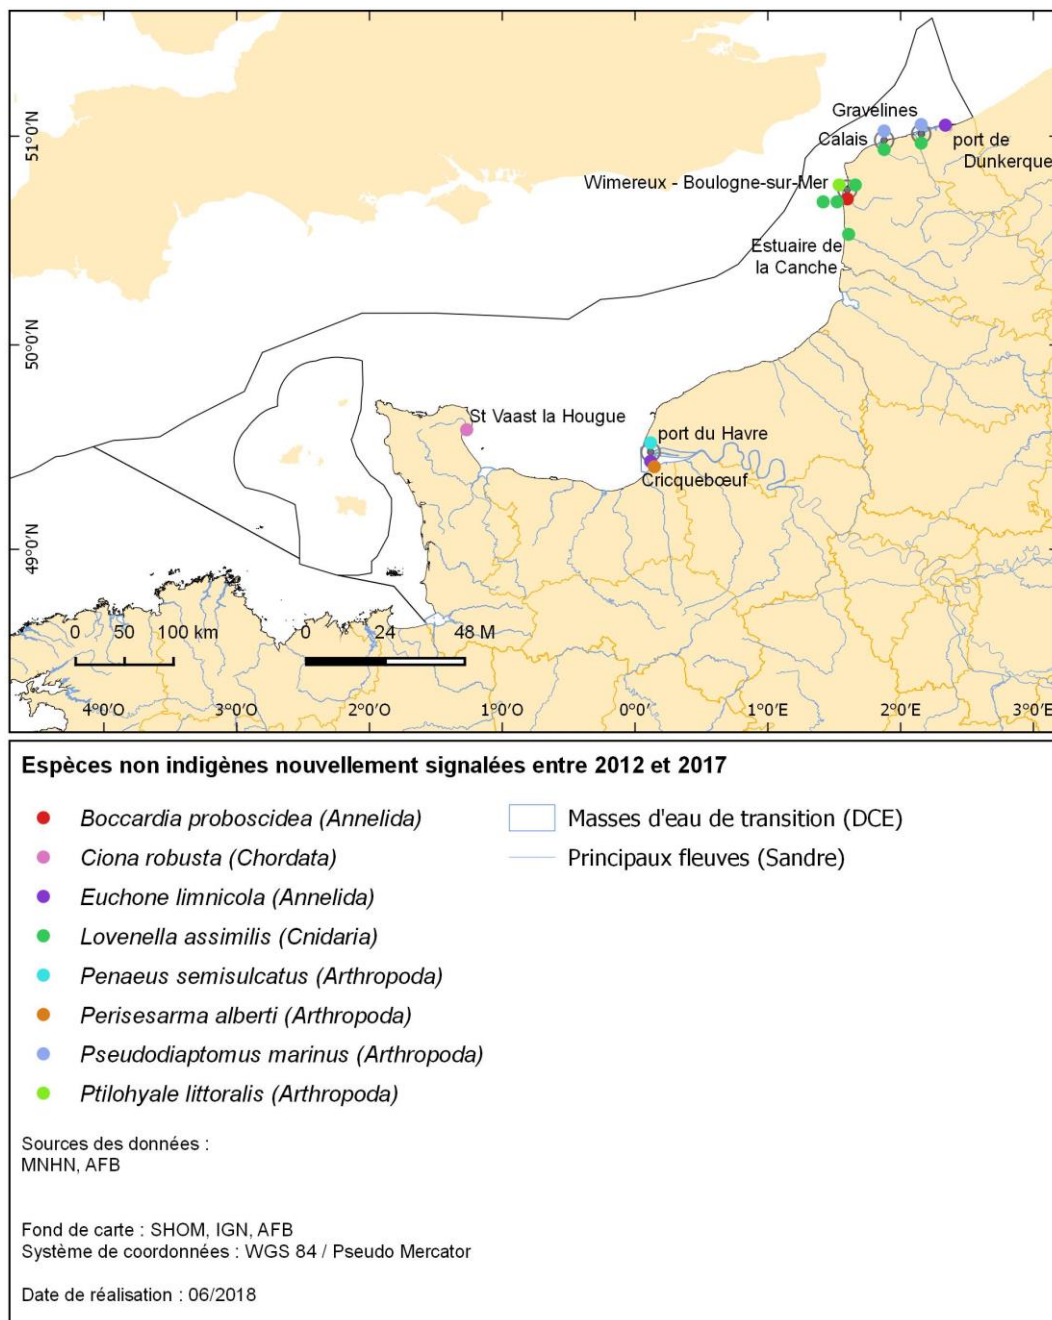 51°0'N
50°0'N
49°0'N
Gravelines
Calais
port de
Dunkerque
Wimereux - Boulogne-sur-Mer
Estuaire de
la Canche
St Vaast la Hougue
port du Havre
Cricquebœuf
0 50 100 km
0 24 48 M
4°0'O 3°0'O 2°0'O 1°0'O 0°0' 1°0'E 2°0'E 3°0'E
Espèces non indigènes nouvellement signalées entre 2012 et 2017
Boccardia proboscidea (Annelida)
Ciona robusta (Chordata)
Euchone limnicola (Annelida)
Lovenella assimilis (Cnidaria)
Penaeus semisulcatus (Arthropoda)
Perisesarma alberti (Arthropoda)
Pseudodiaptomus marinus (Arthropoda)
Ptilohyale littoralis (Arthropoda)
Masses d'eau de transition (DCE)
Principaux fleuves (Sandre)
Sources des données :
MNHN, AFB
Fond de carte : SHOM, IGN, AFB
Système de coordonnées : WGS 84 / Pseudo Mercator
Date de réalisation : 06/2018